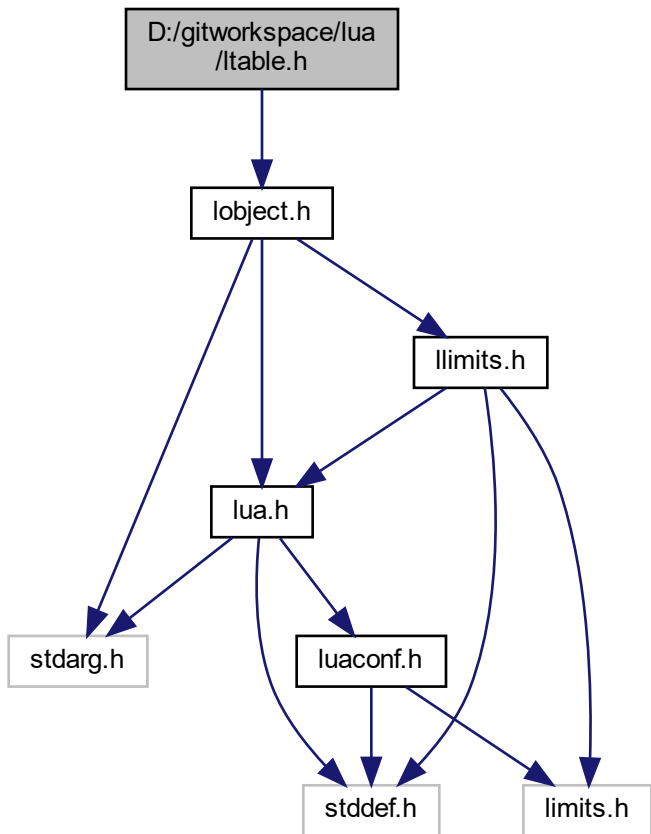 D:/gitworkspace/lua
/ltable.h
lobject.h
llimits.h
lua.h
stdarg.h
luaconf.h
stddef.h
limits.h